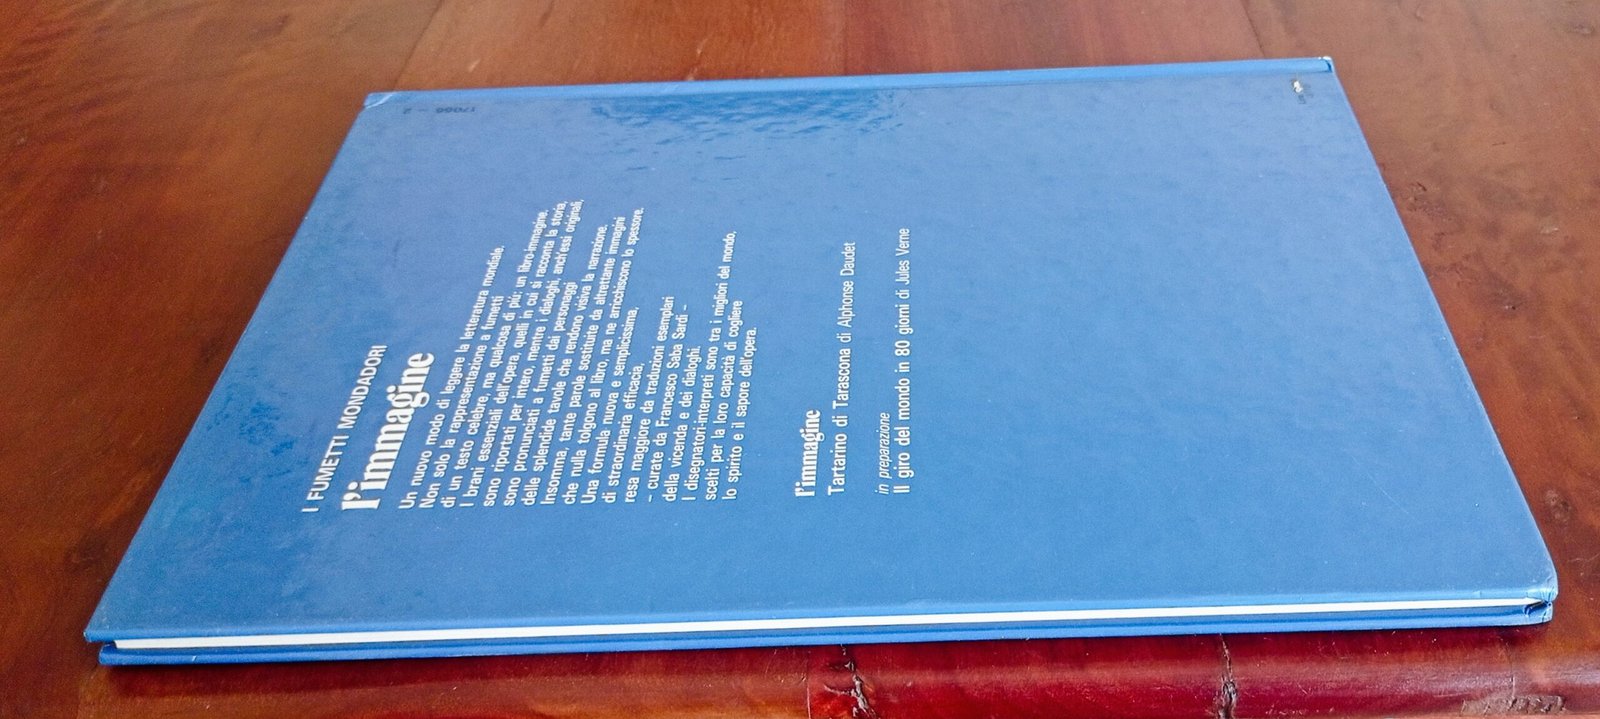 I FUMETTI MONDADORI
l'immagine
Un nuovo modo di leggere la letteratura mondiale.
Non solo la rappresentazione a fumetti
di un testo celebre, ma qualcosa di più; un libro-immagine.
I brani essenziali dell'opera, quelli in cui si racconta la storia,
sono riportati per intero, mentre i dialoghi, anch'essi originali,
sono pronunciati a fumetti dai personaggi
delle splendide tavole che rendono visiva la narrazione.
Insomma, tante parole sostituite da altrettante immagini
che nulla tolgono al libro, ma ne arricchiscono lo spessore.
Una formula nuova e semplicissima,
di straordinaria efficacia,
resa maggiore da traduzioni esemplari
– curate da Francesco Saba Sardi –
della vicenda e dei dialoghi.
I disegnatori-interpreti sono tra i migliori del mondo,
scelti per la loro capacità di cogliere
lo spirito e il sapore dell'opera.
l'immagine
Tartarino di Tarascona di Alphonse Daudet
in preparazione
Il giro del mondo in 80 giorni di Jules Verne